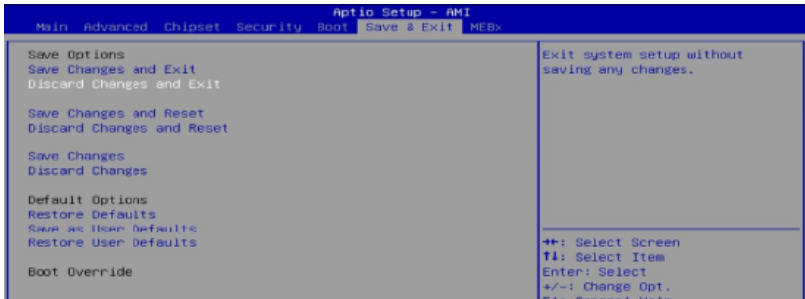 Aptio Setup - AMI
Main Advanced Chipset Security Boot Save & Exit MEBx
Save Options
Save Changes and Exit
Discard Changes and Exit
Save Changes and Reset
Discard Changes and Reset
Save Changes
Discard Changes
Default Options
Restore Defaults
Save as User Defaults
Restore User Defaults
Boot Override
Exit system setup without
saving any changes.
→←: Select Screen
↑↓: Select Item
Enter: Select
+/-: Change Opt.